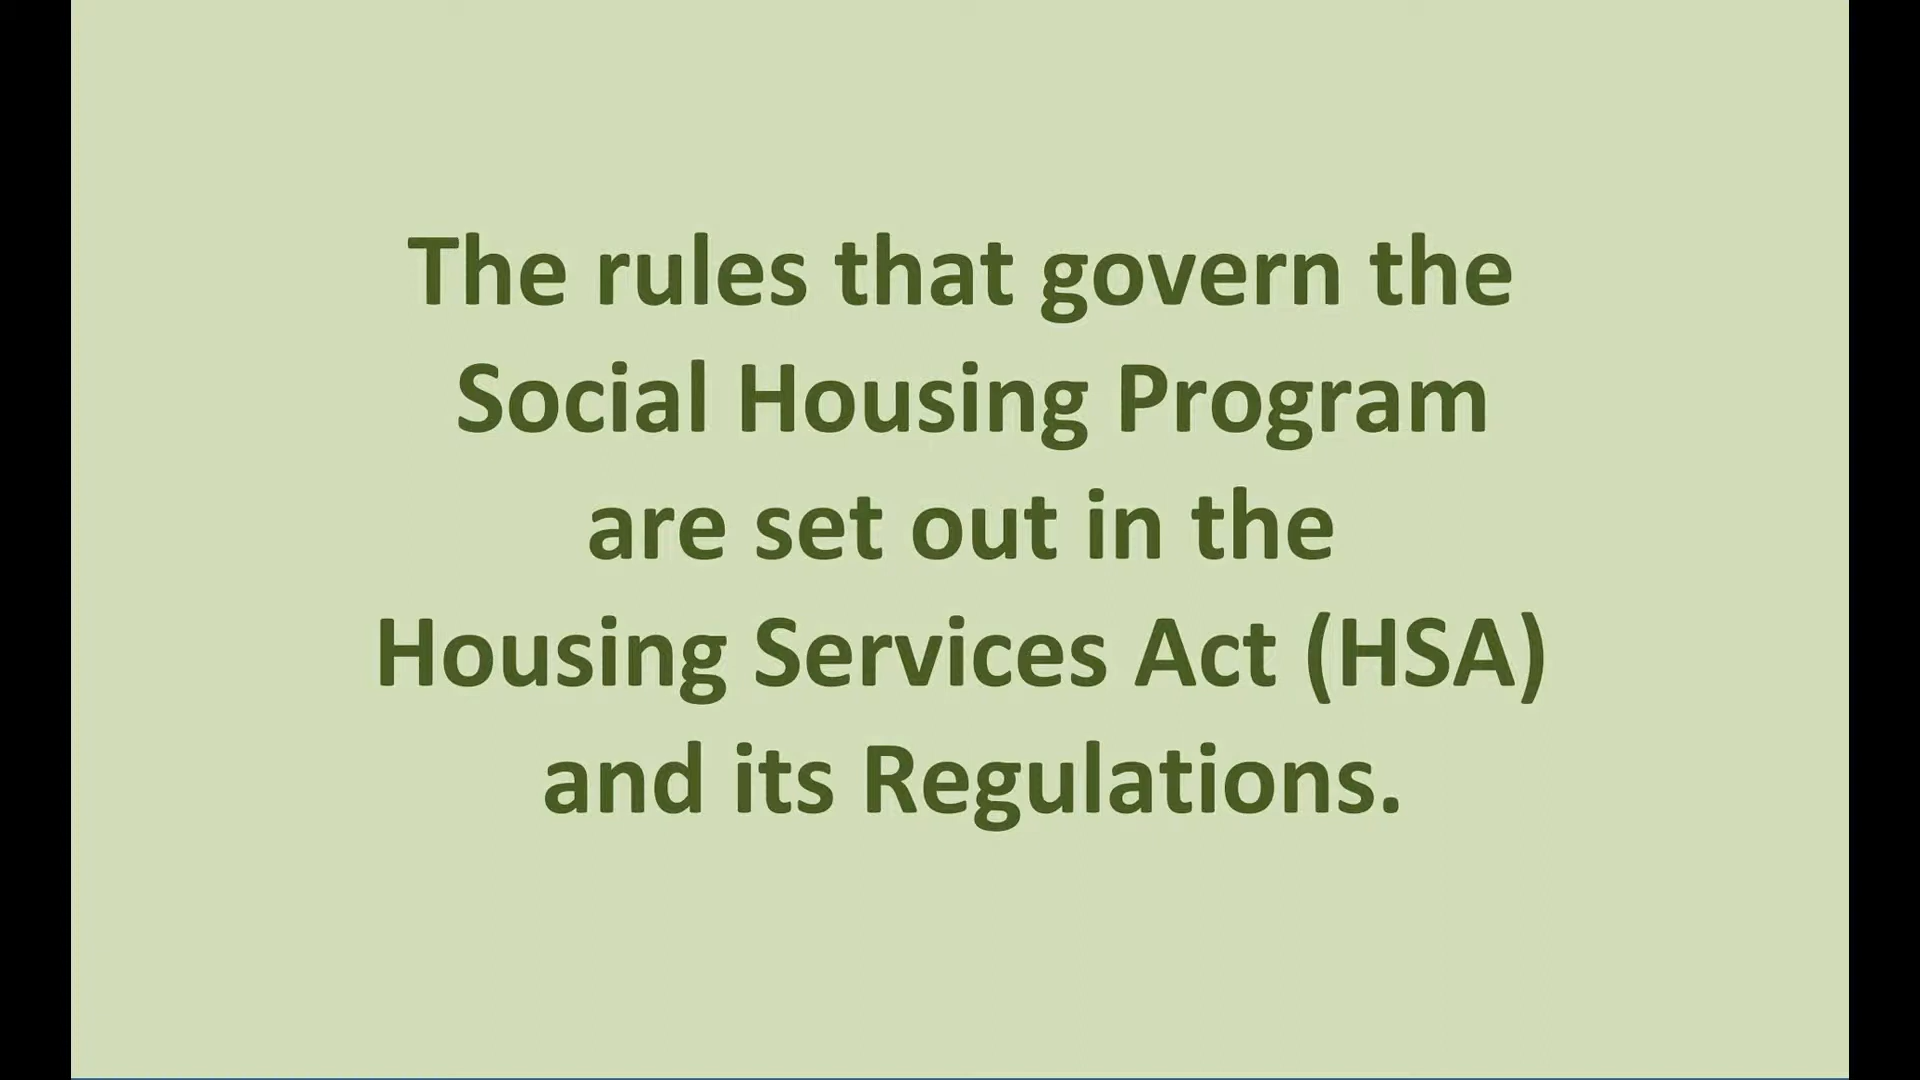 The rules that govern the
Social Housing Program
are set out in the
Housing Services Act (HSA)
and its Regulations.